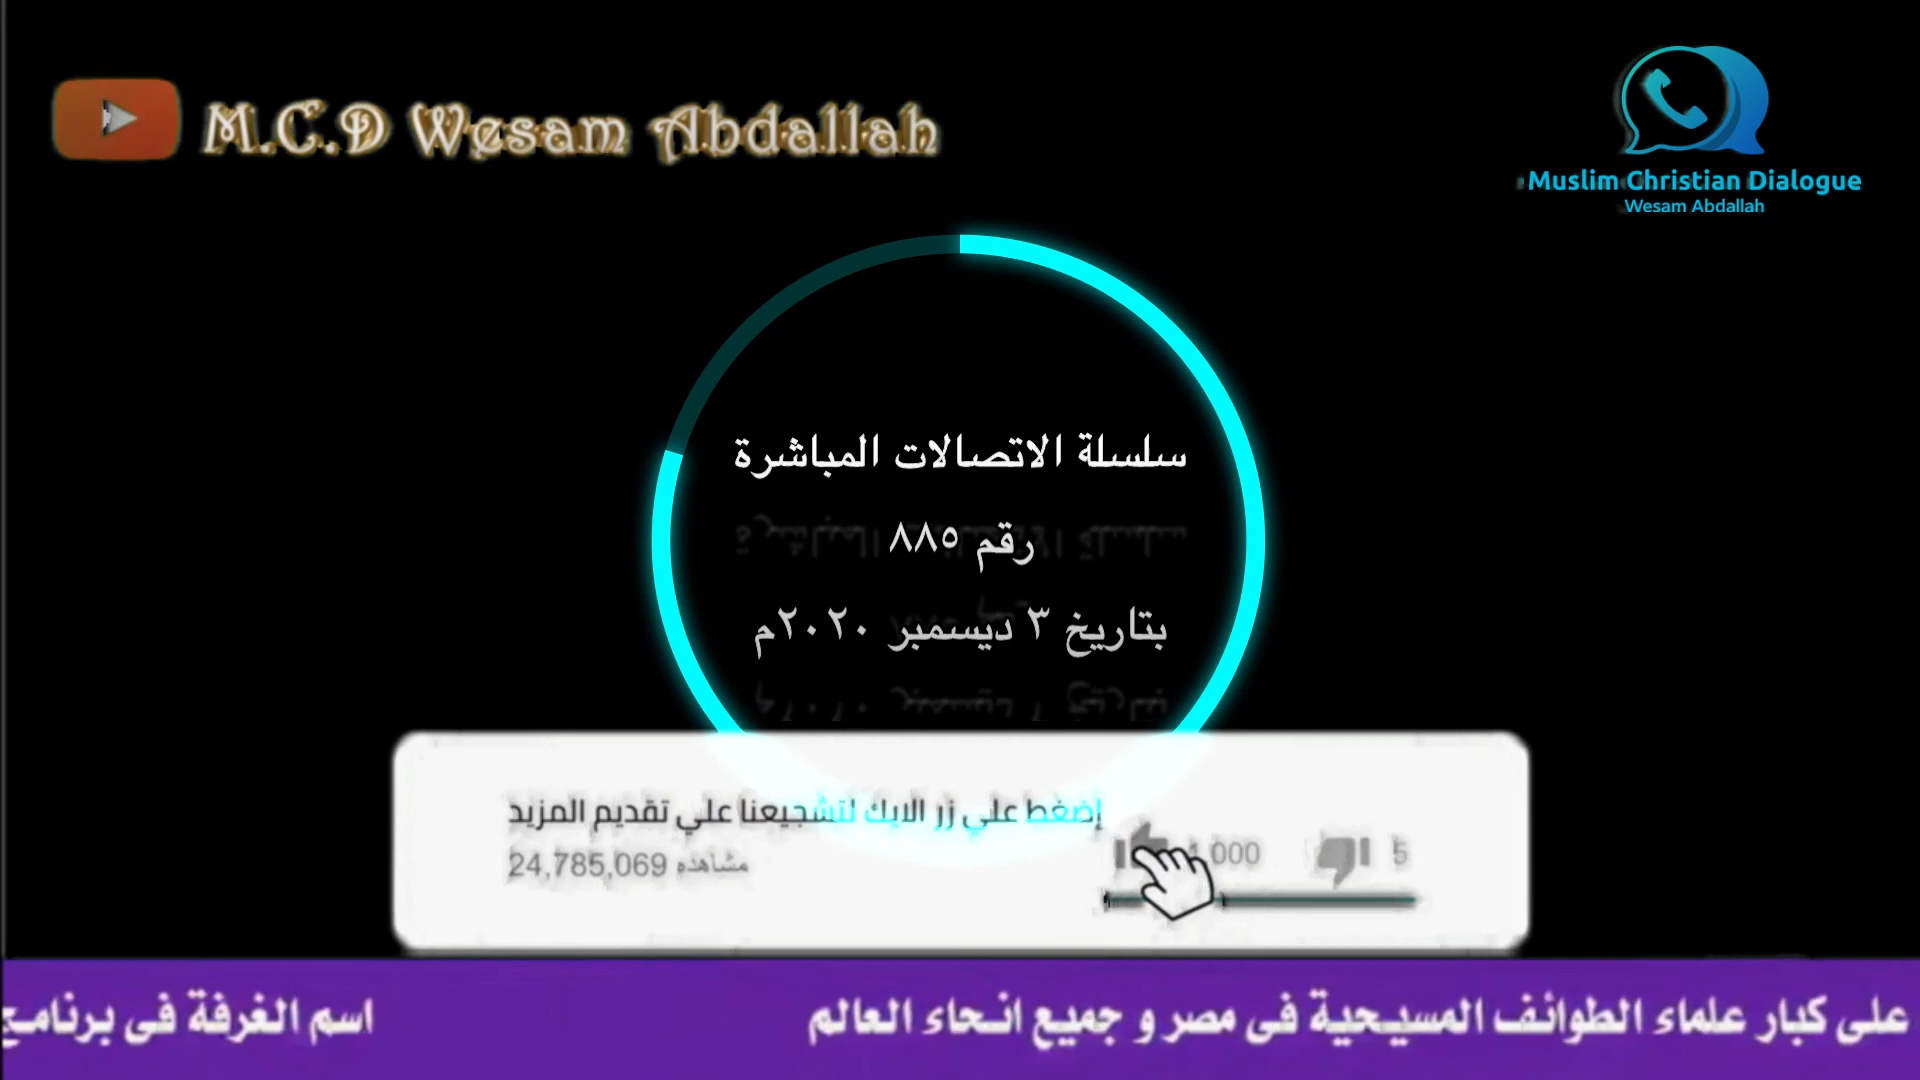 M.C.D Wesam Abdallah
Muslim Christian Dialogue
Wesam Abdallah
سلسلة الاتصالات المباشرة
رقم ٨٨٥
بتاريخ ٣ ديسمبر ٢٠٢٠م
إضغط علي زر الايك لتشجيعنا علي تقديم المزيد
24,785,069 مشاهده
000
5
على كبار علماء الطوائف المسيحية فى مصر و جميع انحاء العالم
اسم الغرفة فى برنامج